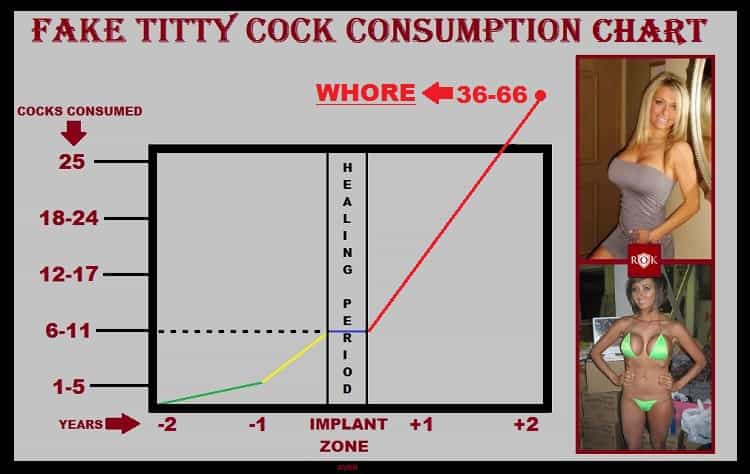 FAKE TITTY COCK CONSUMPTION CHART
WHORE 36-66
COCKS CONSUMED
25
18-24
12-17
6-11
1-5
HEALING PERIOD
YEARS -2 -1 IMPLANT +1 +2
ZONE
ROK